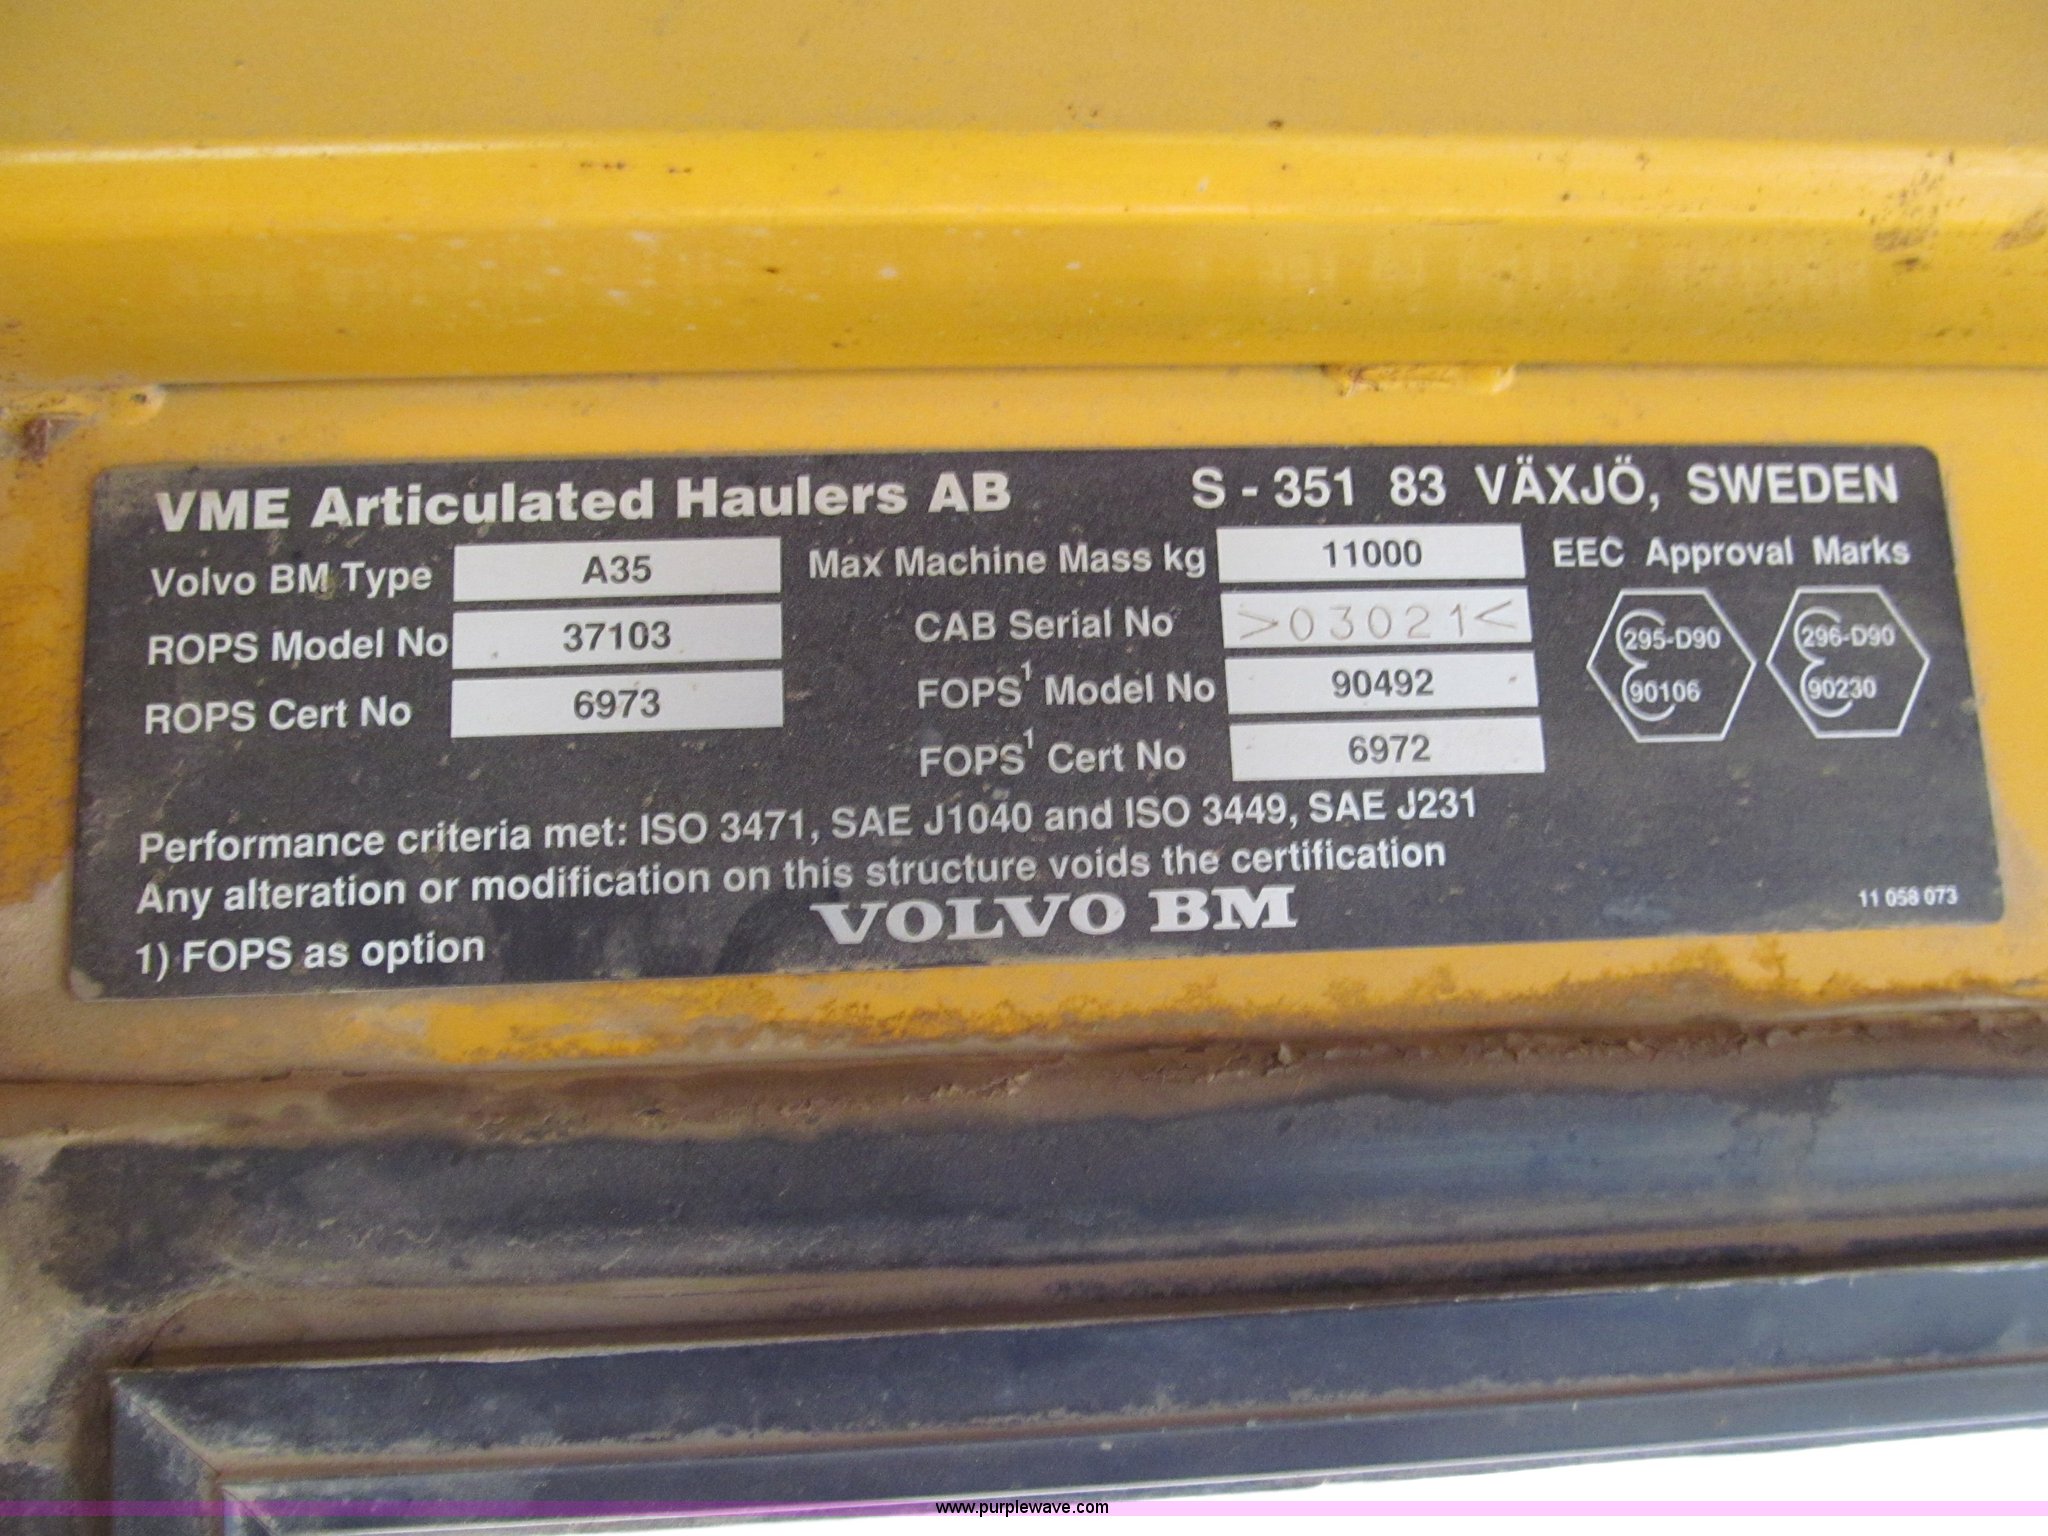 VME Articulated Haulers AB S - 351 83 VÄXJÖ, SWEDEN
Volvo BM Type A35 Max Machine Mass kg 11000 EEC Approval Marks
ROPS Model No 37103 CAB Serial No >03021<
ROPS Cert No 6973 FOPS¹ Model No 90492
FOPS¹ Cert No 6972
295-D90
90106
296-D90
90230
Performance criteria met: ISO 3471, SAE J1040 and ISO 3449, SAE J231
Any alteration or modification on this structure voids the certification
1) FOPS as option
VOLVO BM
11 058 073
www.purplewave.com